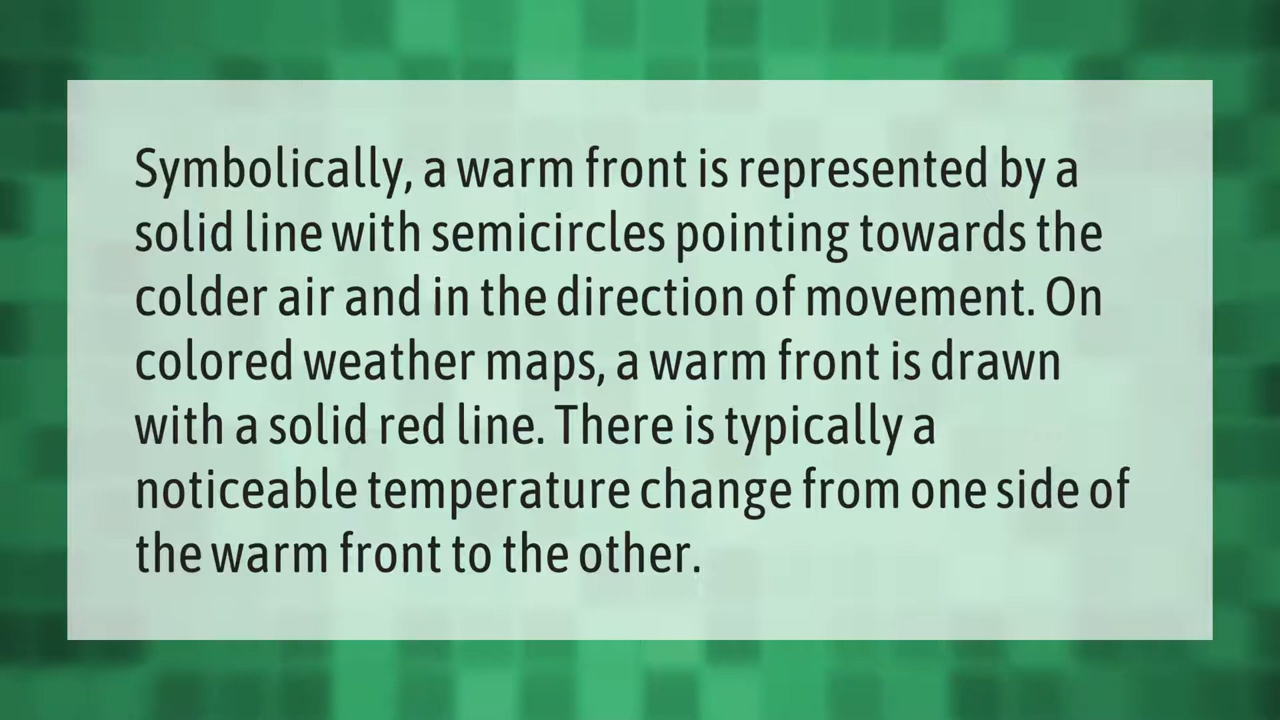 Symbolically, a warm front is represented by a
solid line with semicircles pointing towards the
colder air and in the direction of movement. On
colored weather maps, a warm front is drawn
with a solid red line. There is typically a
noticeable temperature change from one side of
the warm front to the other.